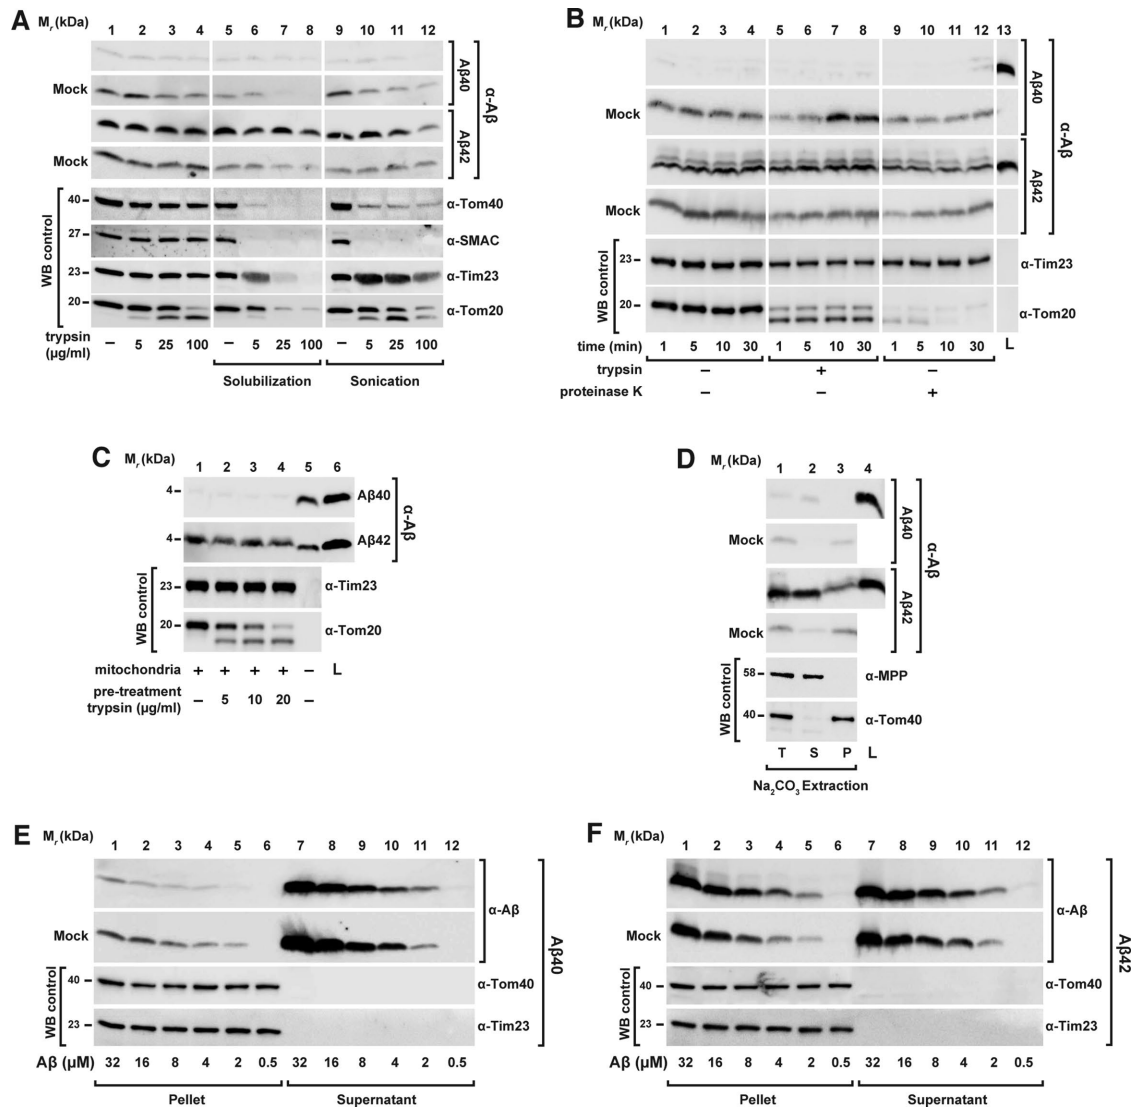 A
M_r (kDa)
1 2 3 4 5 6 7 8 9 10 11 12
Aβ40
Mock
α-Aβ
Aβ42
Mock
WB control
40 α-Tom40
27 α-SMAC
23 α-Tim23
20 α-Tom20
trypsin (µg/ml)
– 5 25 100 – 5 25 100 – 5 25 100
Solubilization Sonication
B
M_r (kDa)
1 2 3 4 5 6 7 8 9 10 11 12 13
Aβ40
Mock
α-Aβ
Aβ42
Mock
WB control
23 α-Tim23
20 α-Tom20
time (min) 1 5 10 30 1 5 10 30 1 5 10 30 L
trypsin – + –
proteinase K – – +
C
M_r (kDa)
1 2 3 4 5 6
4 Aβ40
α-Aβ
4 Aβ42
WB control
23 α-Tim23
20 α-Tom20
mitochondria + + + + – L
pre-treatment
trypsin (µg/ml) – 5 10 20 –
D
M_r (kDa)
1 2 3 4
Aβ40
Mock
α-Aβ
Aβ42
Mock
WB control
58 α-MPP
40 α-Tom40
T S P L
Na₂CO₃ Extraction
E
M_r (kDa)
1 2 3 4 5 6 7 8 9 10 11 12
α-Aβ
Mock
Aβ40
WB control
40 α-Tom40
23 α-Tim23
Aβ (µM) 32 16 8 4 2 0.5 32 16 8 4 2 0.5
Pellet Supernatant
F
M_r (kDa)
1 2 3 4 5 6 7 8 9 10 11 12
α-Aβ
Mock
Aβ42
WB control
40 α-Tom40
23 α-Tim23
Aβ (µM) 32 16 8 4 2 0.5 32 16 8 4 2 0.5
Pellet Supernatant